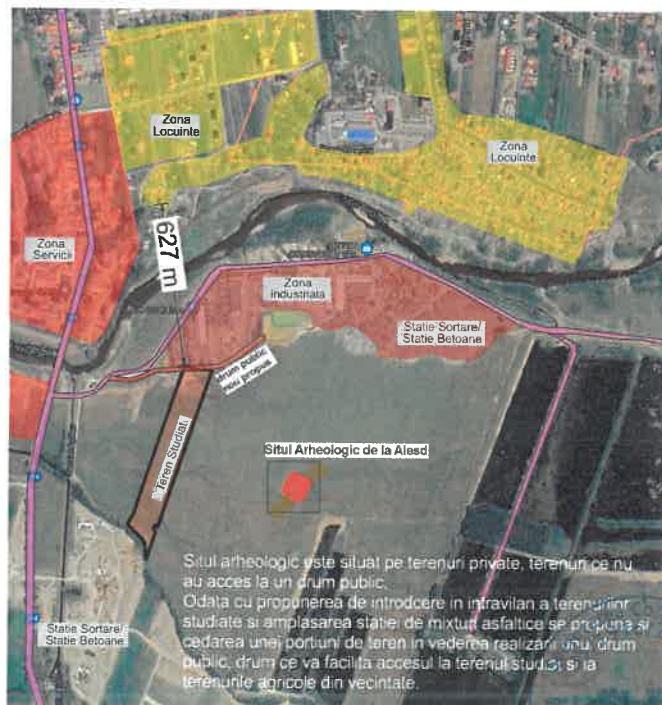 Zona
Locuinte
Zona
Locuinte
Zona
Servicii
627 m
Zona
industriala
Statie Sortare/
Statie Betoane
drum public
nou propus
Teren Studiat
Situl Arheologic de la Alesd
Situl arheologic este situat pe terenuri private, terenuri ce nu
au acces la un drum public.
Odata cu propunerea de introdcere in intravilan a terenurilor
studiate si amplasarea statiei de mixturi asfaltice se propune si
cedarea unei portiuni de teren in vederea realizarii unui drum
public, drum ce va facilita accesul la terenul studiat si la
terenurile agricole din vecintate.
Statie Sortare/
Statie Betoane